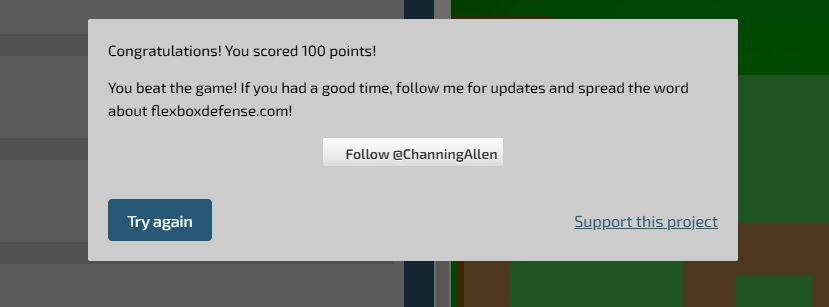 Congratulations! You scored 100 points!
You beat the game! If you had a good time, follow me for updates and spread the word
about flexboxdefense.com!
Follow @ChanningAllen
Try again
Support this project